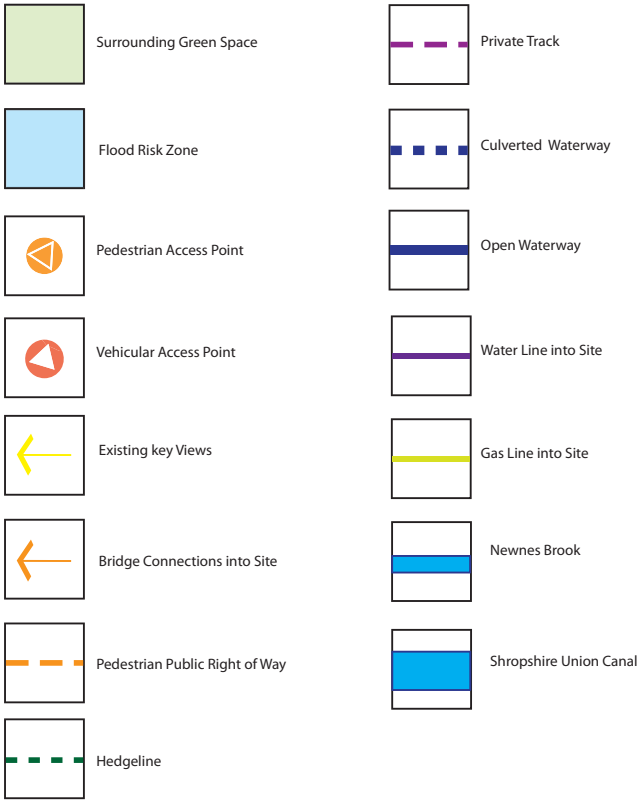 Surrounding Green Space
Flood Risk Zone
Pedestrian Access Point
Vehicular Access Point
Existing key Views
Bridge Connections into Site
Pedestrian Public Right of Way
Hedgeline
Private Track
Culverted Waterway
Open Waterway
Water Line into Site
Gas Line into Site
Newnes Brook
Shropshire Union Canal